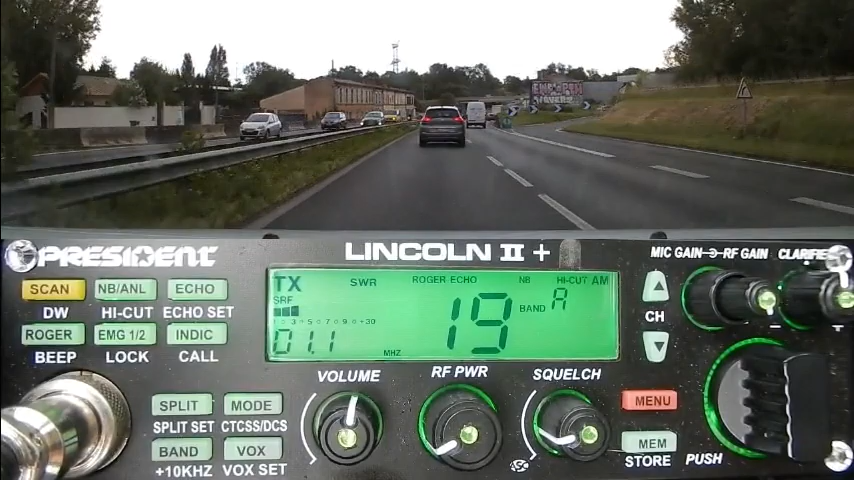 PRESIDENT LINCOLN II + MIC GAIN RF GAIN CLARIFIER
SCAN NB/ANL ECHO
DW HI-CUT ECHO SET
ROGER EMG 1/2 INDIC
BEEP LOCK CALL
TX SWR ROGER ECHO NB HI-CUT AM
SRF
1 3 5 7 9 +30
19 BAND A
01.1 MHZ
CH
VOLUME RF PWR SQUELCH
SPLIT MODE
SPLIT SET CTCSS/DCS
BAND VOX
+10KHZ VOX SET
ASC
MENU
MEM
STORE PUSH
- +
- +